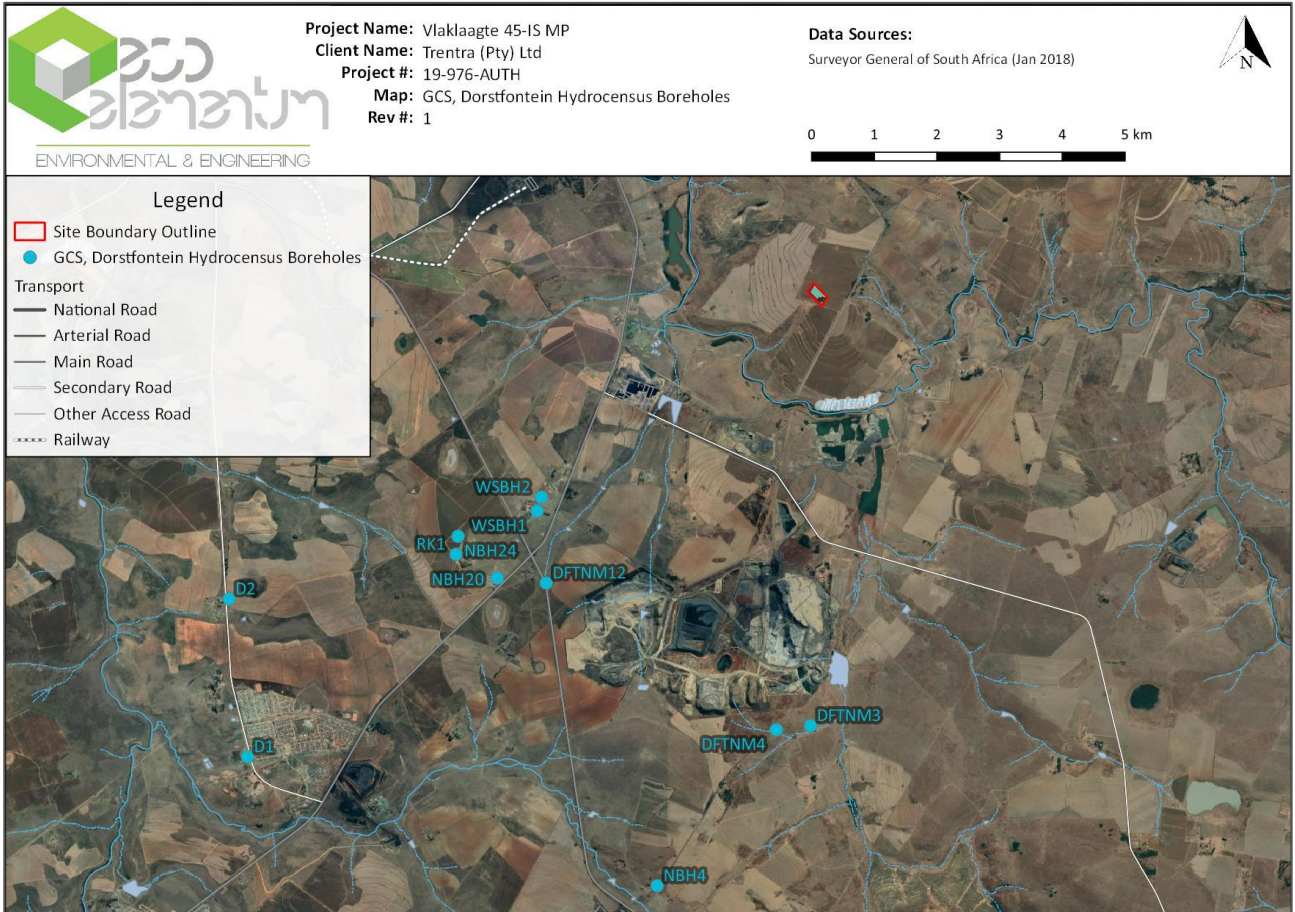 eco
elementum
ENVIRONMENTAL & ENGINEERING
Project Name: Vlaklaagte 45-IS MP
Client Name: Trentra (Pty) Ltd
Project #: 19-976-AUTH
Map: GCS, Dorstfontein Hydrocensus Boreholes
Rev #: 1
Data Sources:
Surveyor General of South Africa (Jan 2018)
N
0 1 2 3 4 5 km
Legend
Site Boundary Outline
GCS, Dorstfontein Hydrocensus Boreholes
Transport
National Road
Arterial Road
Main Road
Secondary Road
Other Access Road
Railway
WSBH2
WSBH1
RK1
NBH24
NBH20
DFTNM12
D2
DFTNM3
DFTNM4
D1
NBH4